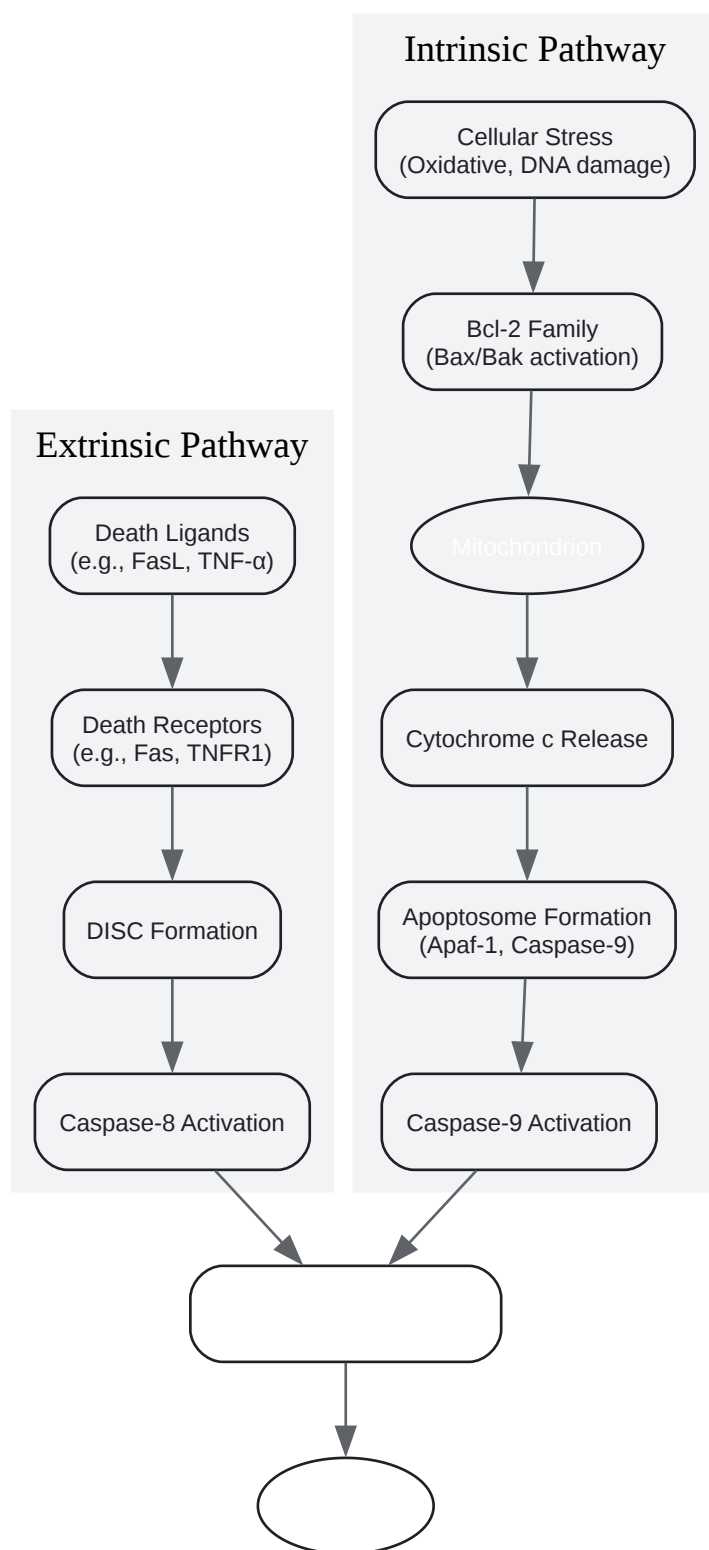 Intrinsic Pathway
Cellular Stress
(Oxidative, DNA damage)
Bcl-2 Family
(Bax/Bak activation)
Mitochondrion
Cytochrome c Release
Apoptosome Formation
(Apaf-1, Caspase-9)
Caspase-9 Activation
Extrinsic Pathway
Death Ligands
(e.g., FasL, TNF-α)
Death Receptors
(e.g., Fas, TNFR1)
DISC Formation
Caspase-8 Activation